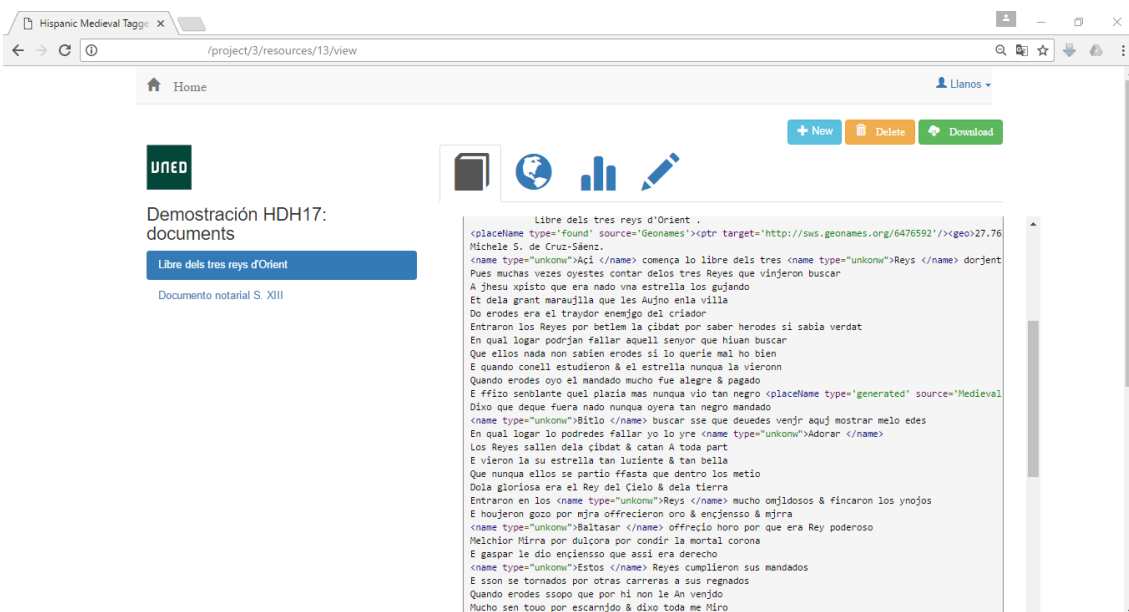 Hispanic Medieval Tagge
/project/3/resources/13/view
Home
Llanos
New Delete Download
UNED
Demostración HDH17:
documents
Libre dels tres reys d'Orient
Documento notarial S. XIII
Libre dels tres reys d'Orient .
<placeName type='found' source='Geonames'><ptr target='http://sws.geonames.org/6476592'/><geo>27.76
Michele S. de Cruz-Sáenz.
<name type="unkonw">Açi </name> comença lo libre dels tres <name type="unkonw">Reys </name> dorjent
Pues muchas vezes oyestes contar delos tres Reyes que vinjeron buscar
A jhesu xpisto que era nado vna estrella los gujando
Et dela grant maraujlla que les Aujno enla villa
Do erodes era el traydor enemjgo del criador
Entraron los Reyes por betlem la çibdat por saber herodes si sabia verdat
En qual logar podrjan fallar aquell senyor que hiuan buscar
Que ellos nada non sabien erodes si lo querie mal ho bien
E quando conell estudieron & el estrella nunqua la vieronn
Quando erodes oyo el mandado mucho fue alegre & pagado
E ffizo senblante quel plazia mas nunqua vio tan negro <placeName type='generated' source='Medieval
Dixo que deque fuera nado nunqua oyera tan negro mandado
<name type="unkonw">Bitlo </name> buscar sse que deuedes venjr aquj mostrar melo edes
En qual logar lo podredes fallar yo lo yre <name type="unkonw">Adorar </name>
Los Reyes sallen dela çibdat & catan A toda part
E vieron la su estrella tan luziente & tan bella
Que nunqua ellos se partio ffasta que dentro los metio
Dola gloriosa era el Rey del Çielo & dela tierra
Entraron en los <name type="unkonw">Reys </name> mucho omjldosos & fincaron los ynojos
E houjeron gozo por mjra offrecieron oro & ençjensso & mjrra
<name type="unkonw">Baltasar </name> offreçio horo por que era Rey poderoso
Melchior Mirra por dulçora por condir la mortal corona
E gaspar le dio ençiensso que assi era derecho
<name type="unkonw">Estos </name> Reyes cumplieron sus mandados
E sson se tornados por otras carreras a sus regnados
Quando erodes ssopo que por hi non le An venjdo
Mucho sen touo por escarnjdo & dixo toda me Miro